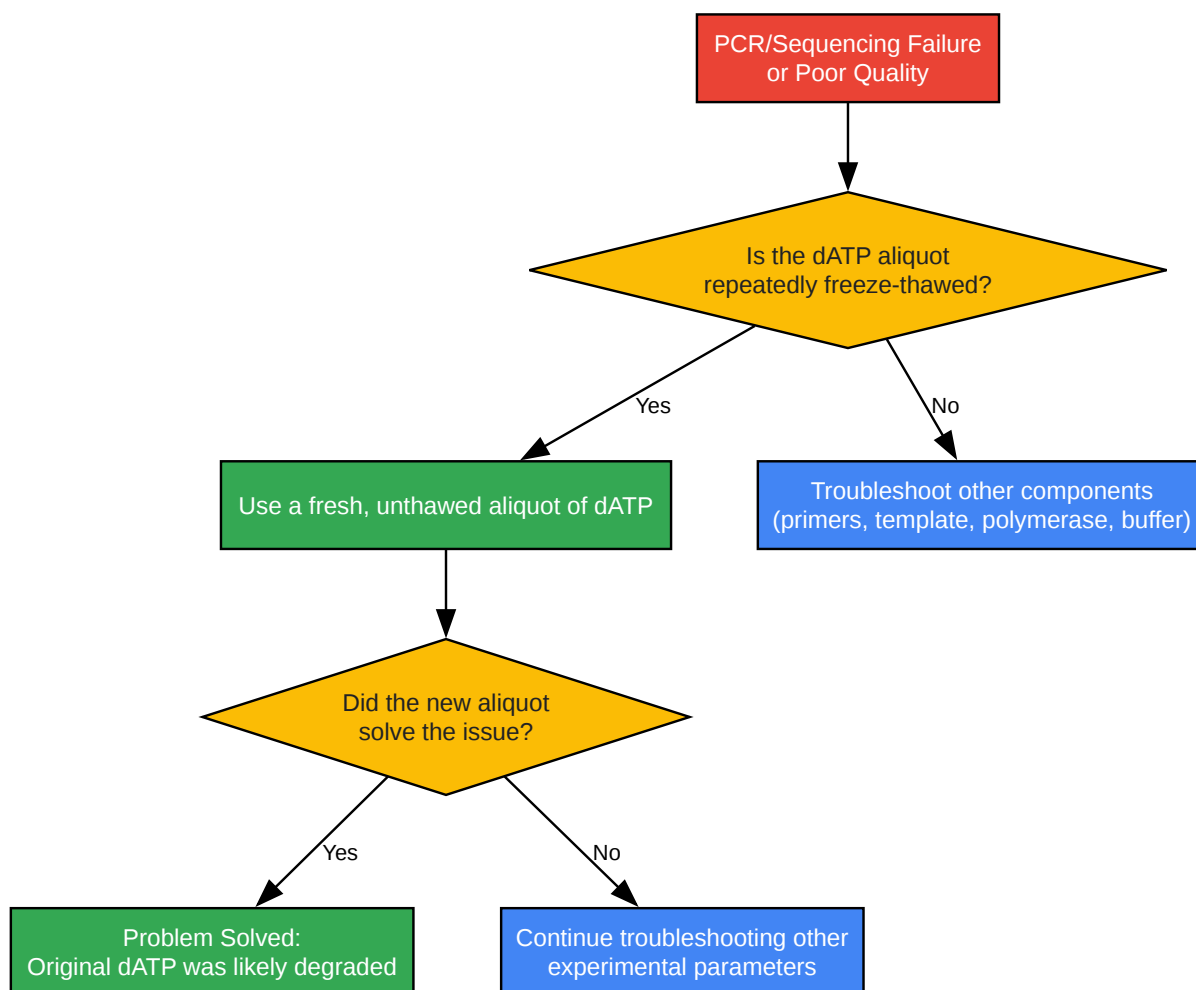 PCR/Sequencing Failure
or Poor Quality
Is the dATP aliquot
repeatedly freeze-thawed?
Yes
No
Use a fresh, unthawed aliquot of dATP
Troubleshoot other components
(primers, template, polymerase, buffer)
Did the new aliquot
solve the issue?
Yes
No
Problem Solved:
Original dATP was likely degraded
Continue troubleshooting other
experimental parameters